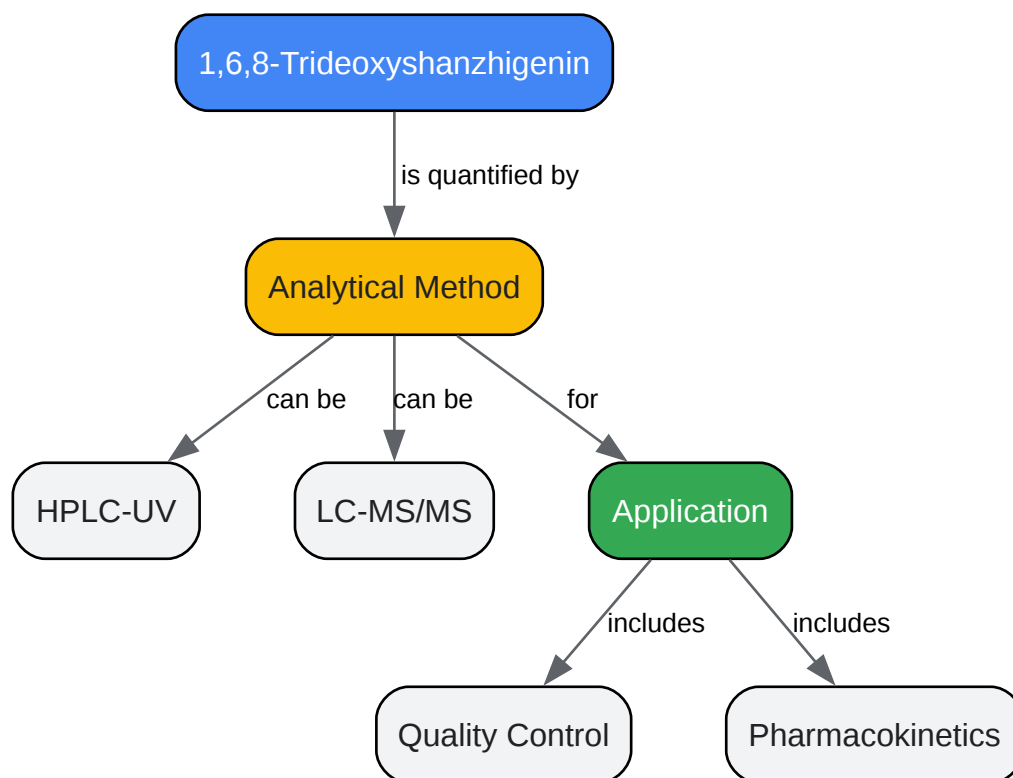 1,6,8-Trideoxyshanzhigenin
is quantified by
Analytical Method
can be
can be
for
HPLC-UV
LC-MS/MS
Application
includes
includes
Quality Control
Pharmacokinetics